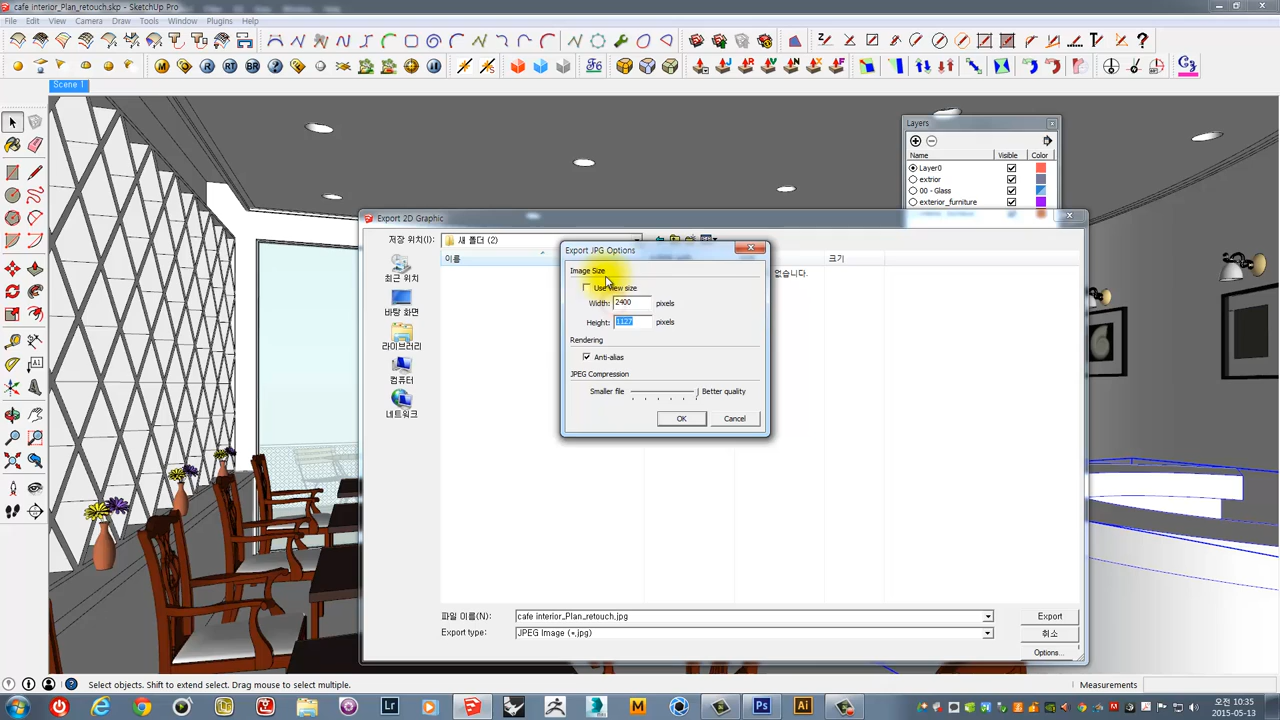 cafe interior_Plan_retouch.skp - SketchUp Pro
File Edit View Camera Draw Tools Window Plugins Help
Scene 1
Layers
Name Visible Color
Layer0
extrior
00 - Glass
exterior_furniture
Export 2D Graphic
저장 위치(I): 새 폴더 (2)
이름 크기
없습니다.
최근 위치
바탕 화면
라이브러리
컴퓨터
네트워크
Export JPG Options
Image Size
Use view size
Width: 2400 pixels
Height: 1127 pixels
Rendering
Anti-alias
JPEG Compression
Smaller file Better quality
OK Cancel
파일 이름(N): cafe interior_Plan_retouch.jpg Export
Export type: JPEG Image (*.jpg) 취소
Options...
Select objects. Shift to extend select. Drag mouse to select multiple. Measurements
오전 10:35
2015-05-13